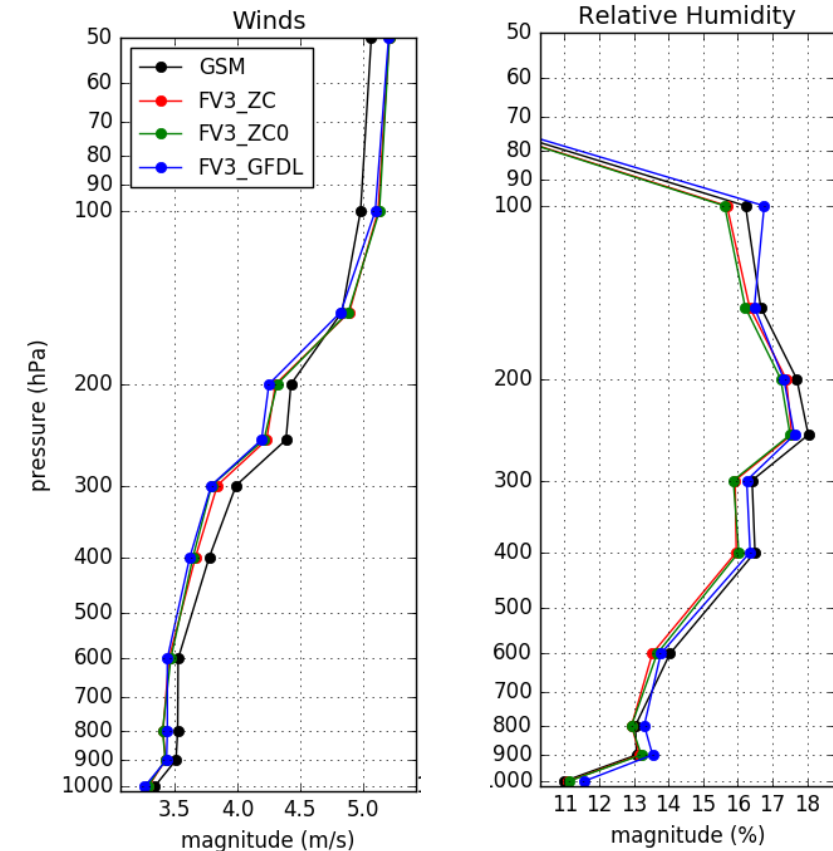 Winds
50
60
70
80
90
100
200
300
400
500
600
700
800
900
1000
pressure (hPa)
GSM
FV3_ZC
FV3_ZC0
FV3_GFDL
3.5 4.0 4.5 5.0
magnitude (m/s)
Relative Humidity
50
60
70
80
90
100
200
300
400
500
600
700
800
900
.000
11 12 13 14 15 16 17 18
magnitude (%)